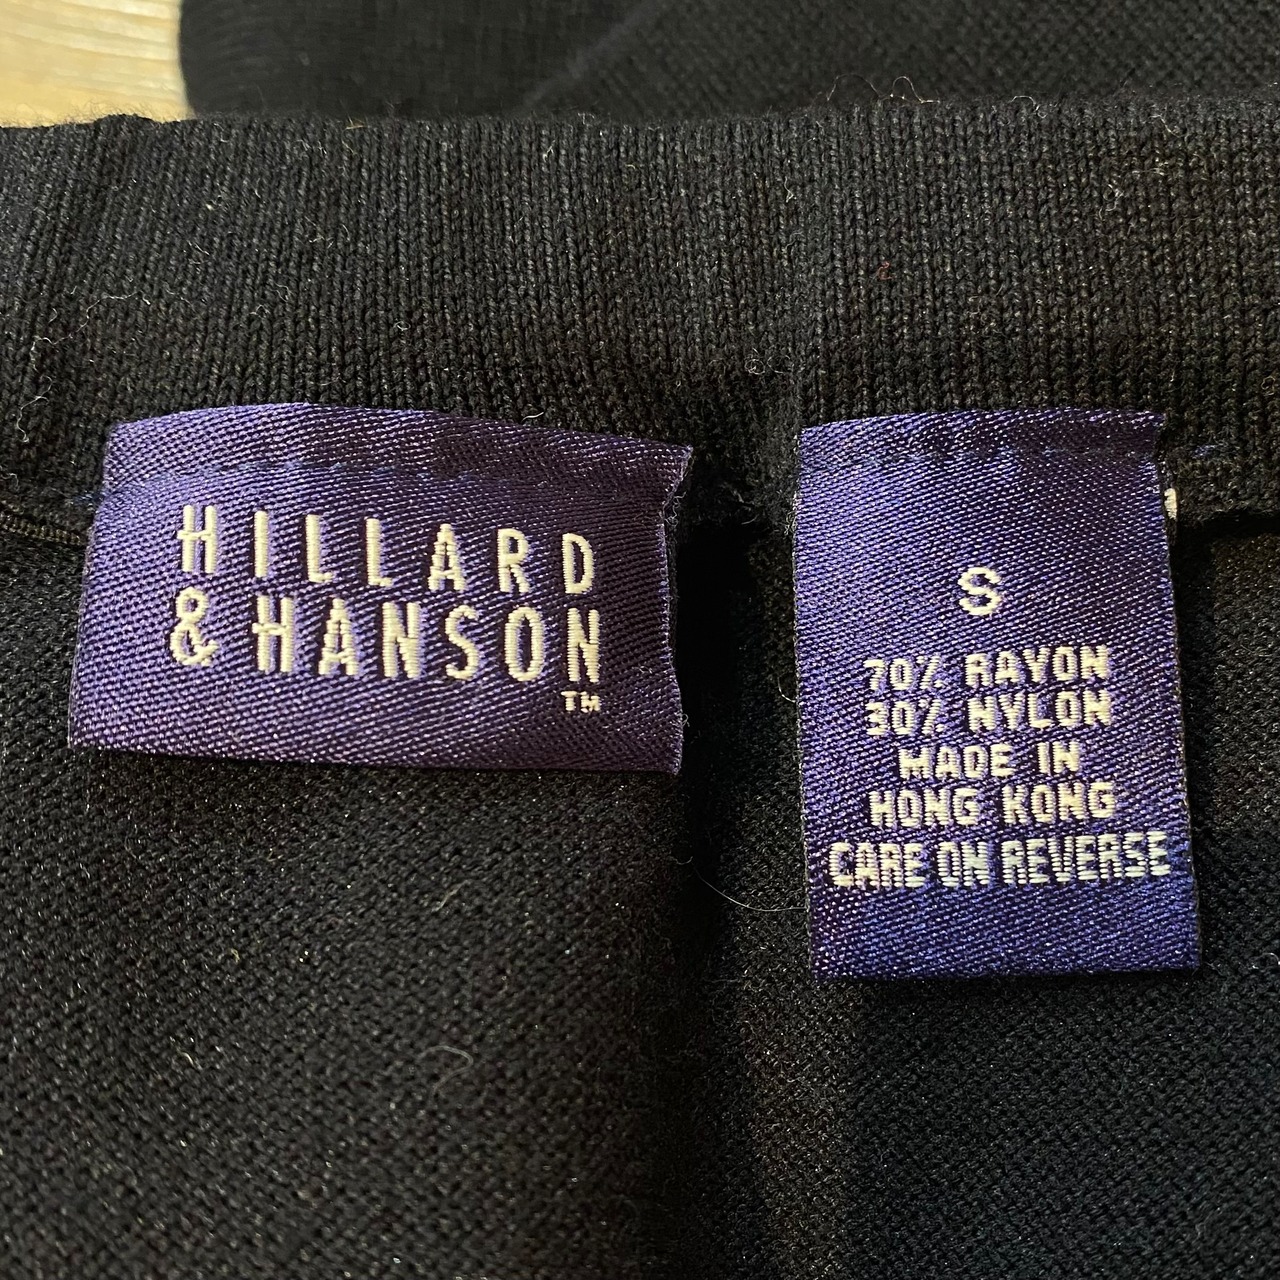 HILLARD
& HANSON
TM
S
70% RAYON
30% NYLON
MADE IN
HONG KONG
CARE ON REVERSE